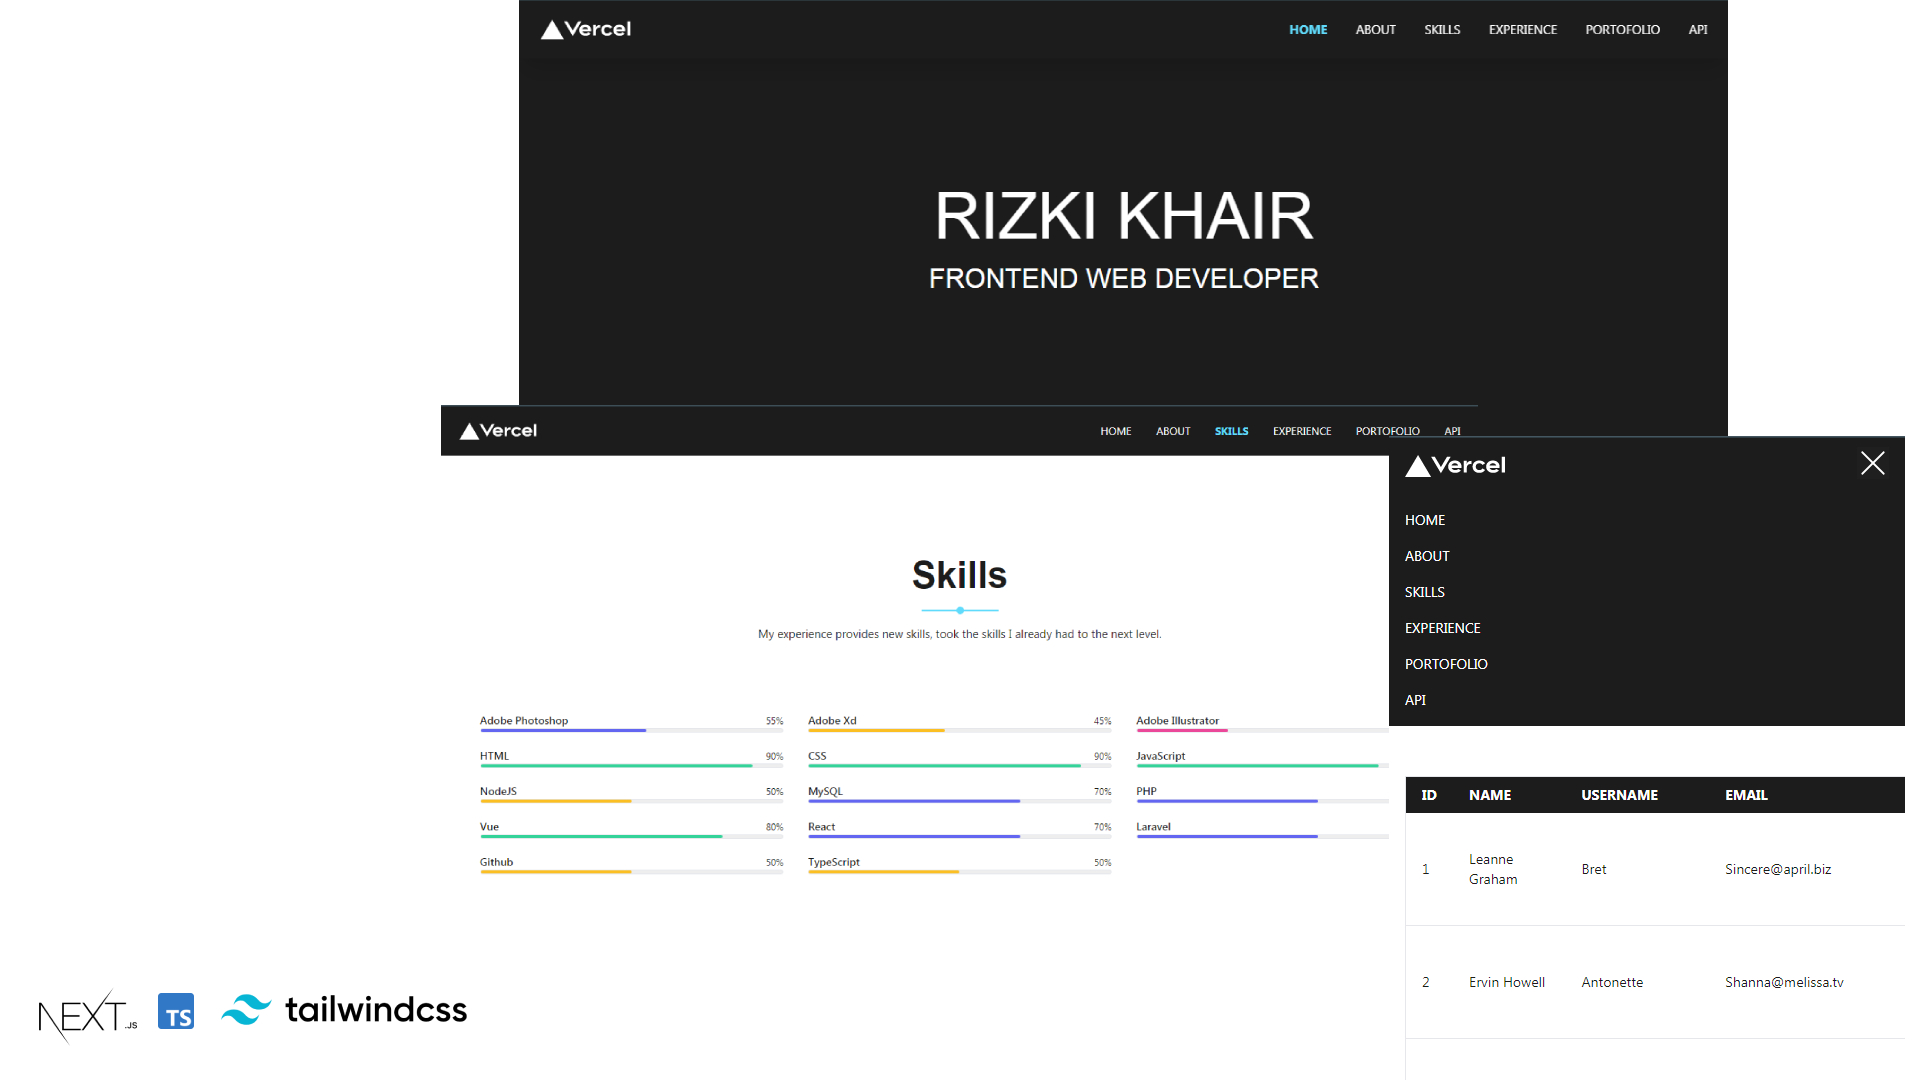 Vercel HOME ABOUT SKILLS EXPERIENCE PORTOFOLIO API
RIZKI KHAIR
FRONTEND WEB DEVELOPER
Vercel HOME ABOUT SKILLS EXPERIENCE PORTOFOLIO API
Skills
My experience provides new skills, took the skills I already had to the next level.
Adobe Photoshop 55% Adobe Xd 45% Adobe Illustrator
HTML 90% CSS 90% JavaScript
NodeJS 50% MySQL 70% PHP
Vue 80% React 70% Laravel
Github 50% TypeScript 50%
Vercel
HOME
ABOUT
SKILLS
EXPERIENCE
PORTOFOLIO
API
ID NAME USERNAME EMAIL
1 Leanne Graham Bret Sincere@april.biz
2 Ervin Howell Antonette Shanna@melissa.tv
NEXT.JS TS tailwindcss